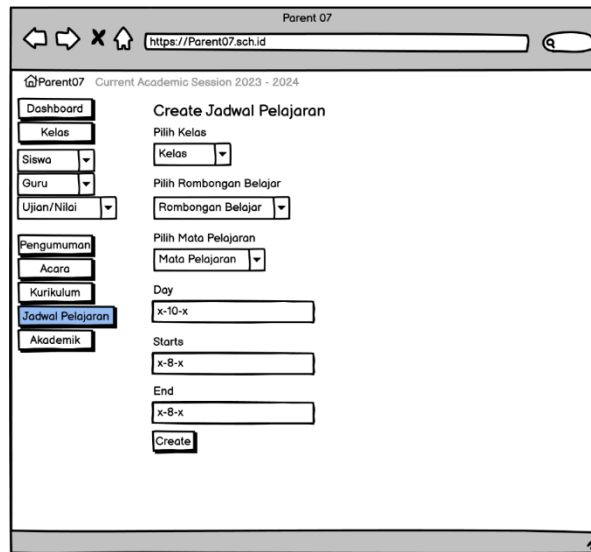 Parent 07
https://Parent07.sch.id
Parent07 Current Academic Session 2023 - 2024
Dashboard
Kelas
Siswa
Guru
Ujian/Nilai
Pengumuman
Acara
Kurikulum
Jadwal Pelajaran
Akademik
Create Jadwal Pelajaran
Pilih Kelas
Kelas
Pilih Rombongan Belajar
Rombongan Belajar
Pilih Mata Pelajaran
Mata Pelajaran
Day
x-10-x
Starts
x-8-x
End
x-8-x
Create